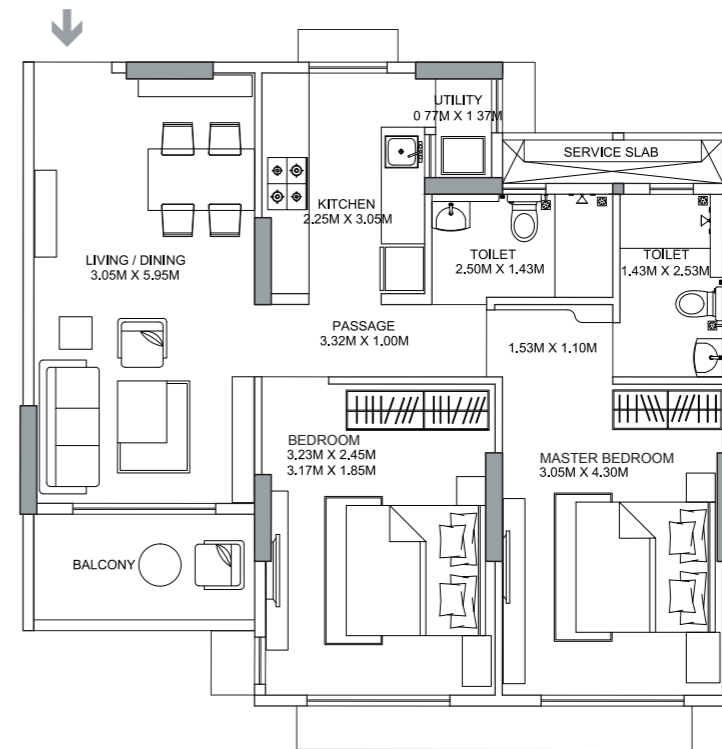 UTILITY
0 77M X 1 37M
SERVICE SLAB
KITCHEN
2.25M X 3.05M
LIVING / DINING
3.05M X 5.95M
TOILET
2.50M X 1.43M
TOILET
1.43M X 2.53M
PASSAGE
3.32M X 1.00M
1.53M X 1.10M
BEDROOM
3.23M X 2.45M
3.17M X 1.85M
MASTER BEDROOM
3.05M X 4.30M
BALCONY